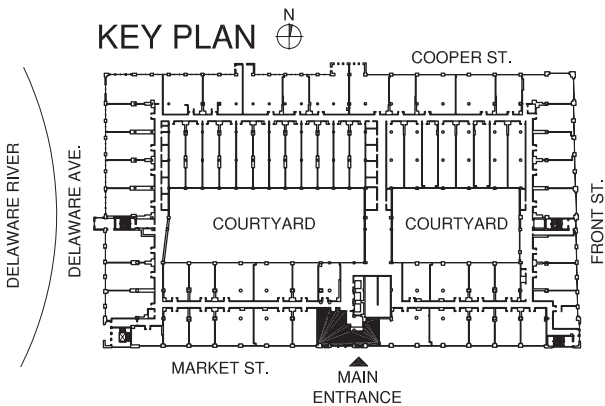 N
KEY PLAN
COOPER ST.
DELAWARE RIVER
DELAWARE AVE.
COURTYARD
COURTYARD
FRONT ST.
MARKET ST.
MAIN
ENTRANCE